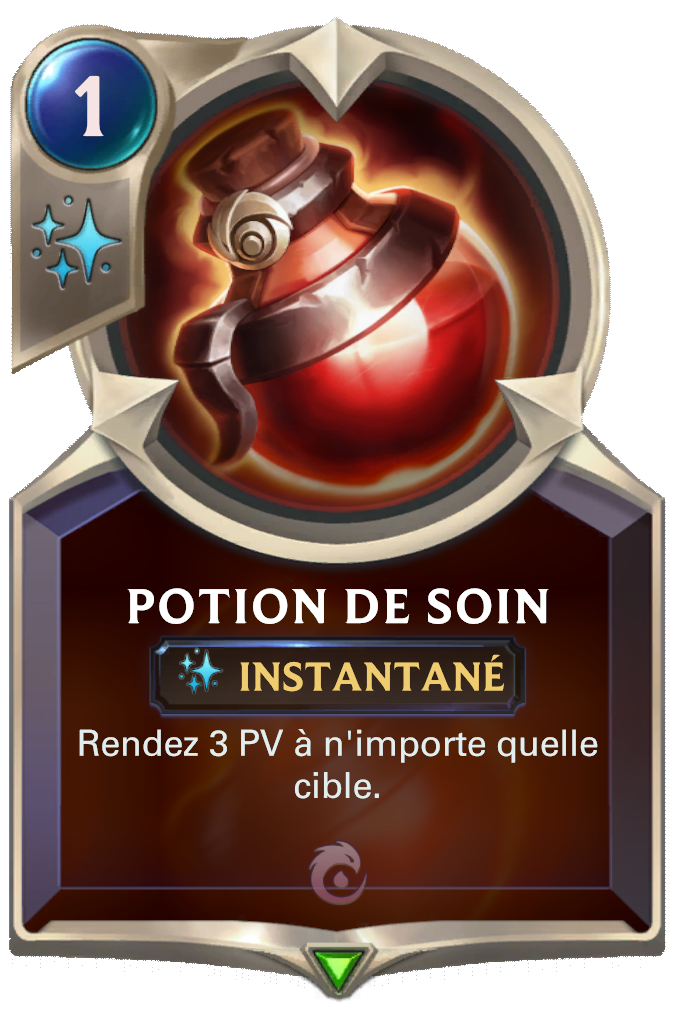 1
POTION DE SOIN
INSTANTANÉ
Rendez 3 PV à n'importe quelle
cible.